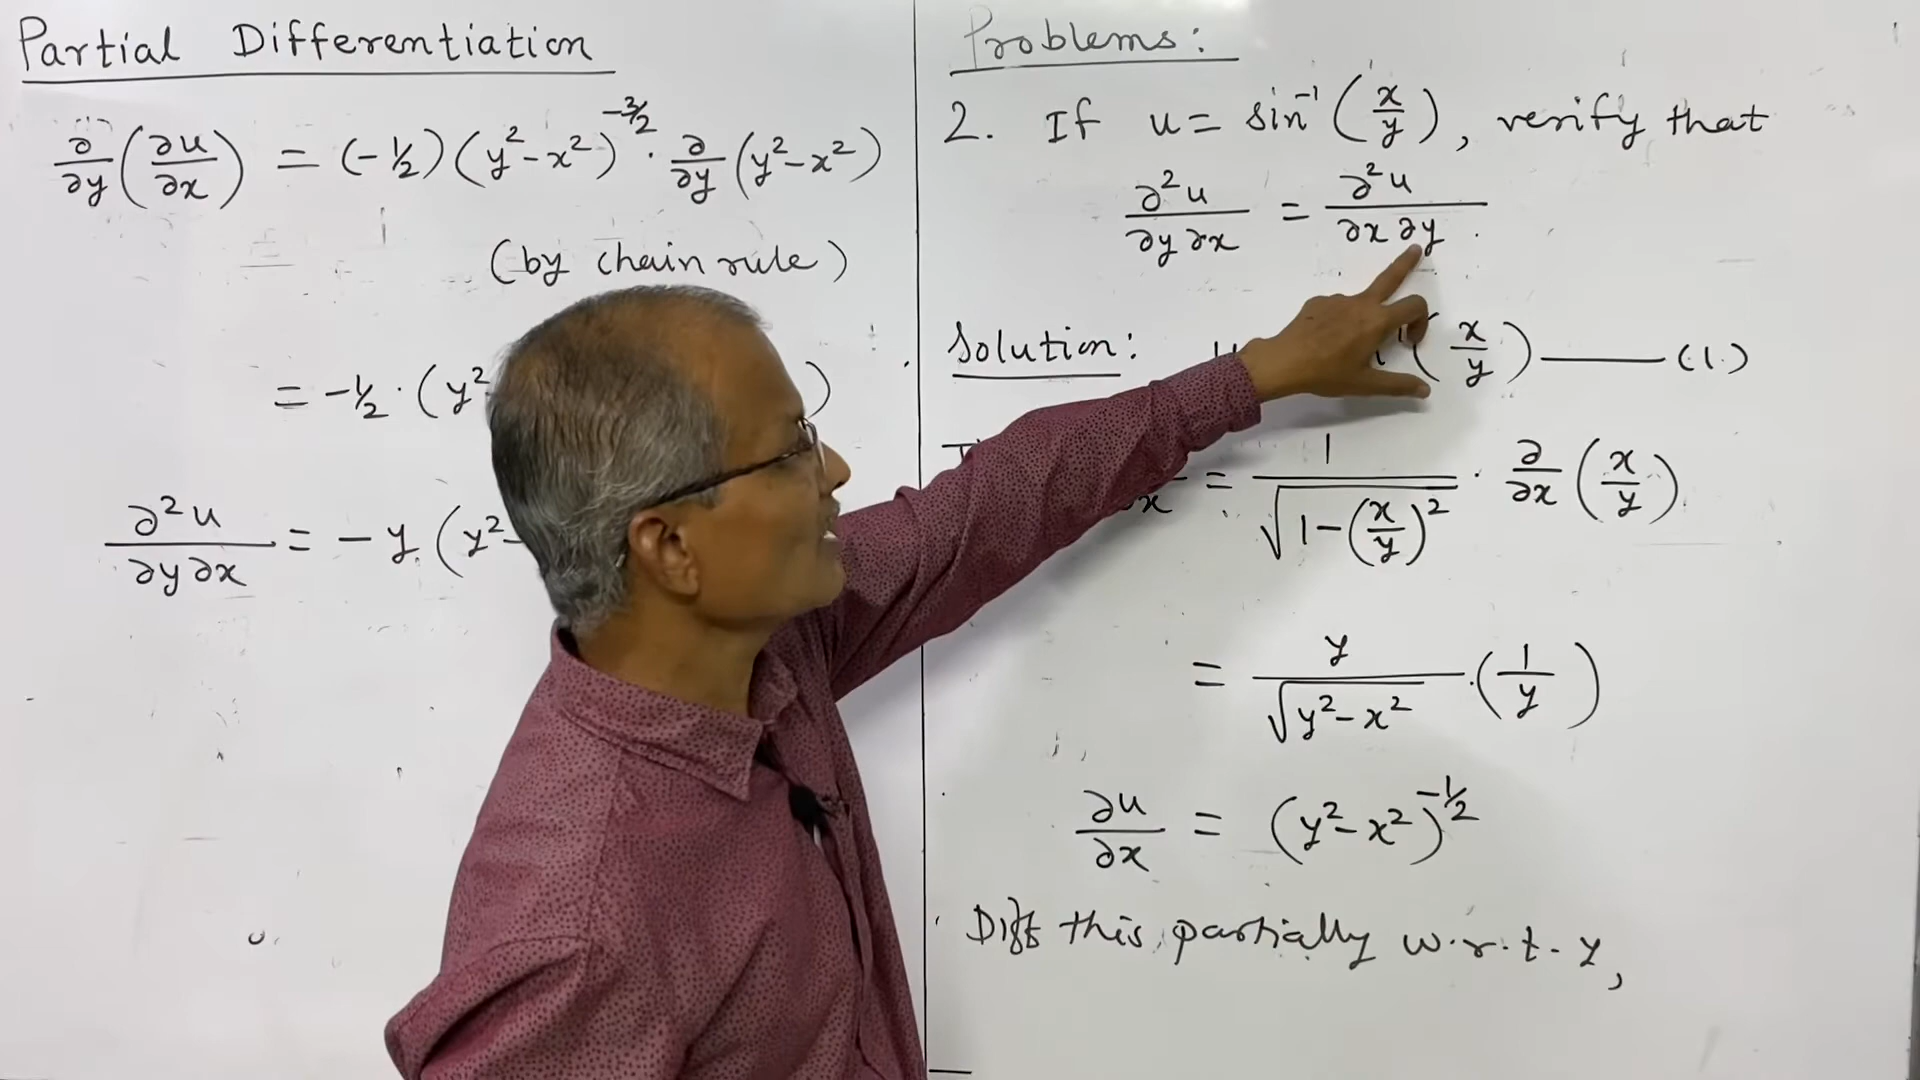 Partial Differentiation
∂/∂y (∂u/∂x) = (-½) (y² - x²)^(-3/2) · ∂/∂y (y² - x²)
(by chain rule)
= -½ · (y² )
∂²u/∂y∂x = - y (y² -
Problems:
2. If u = sin⁻¹ (x/y), verify that
∂²u/∂y∂x = ∂²u/∂x∂y .
Solution: (x/y) —— (1.)
∂x = 1/√(1 - (x/y)²) · ∂/∂x (x/y)
= y/√(y² - x²) · (1/y)
∂u/∂x = (y² - x²)^(-1/2)
Diff this partially w.r.t. y,